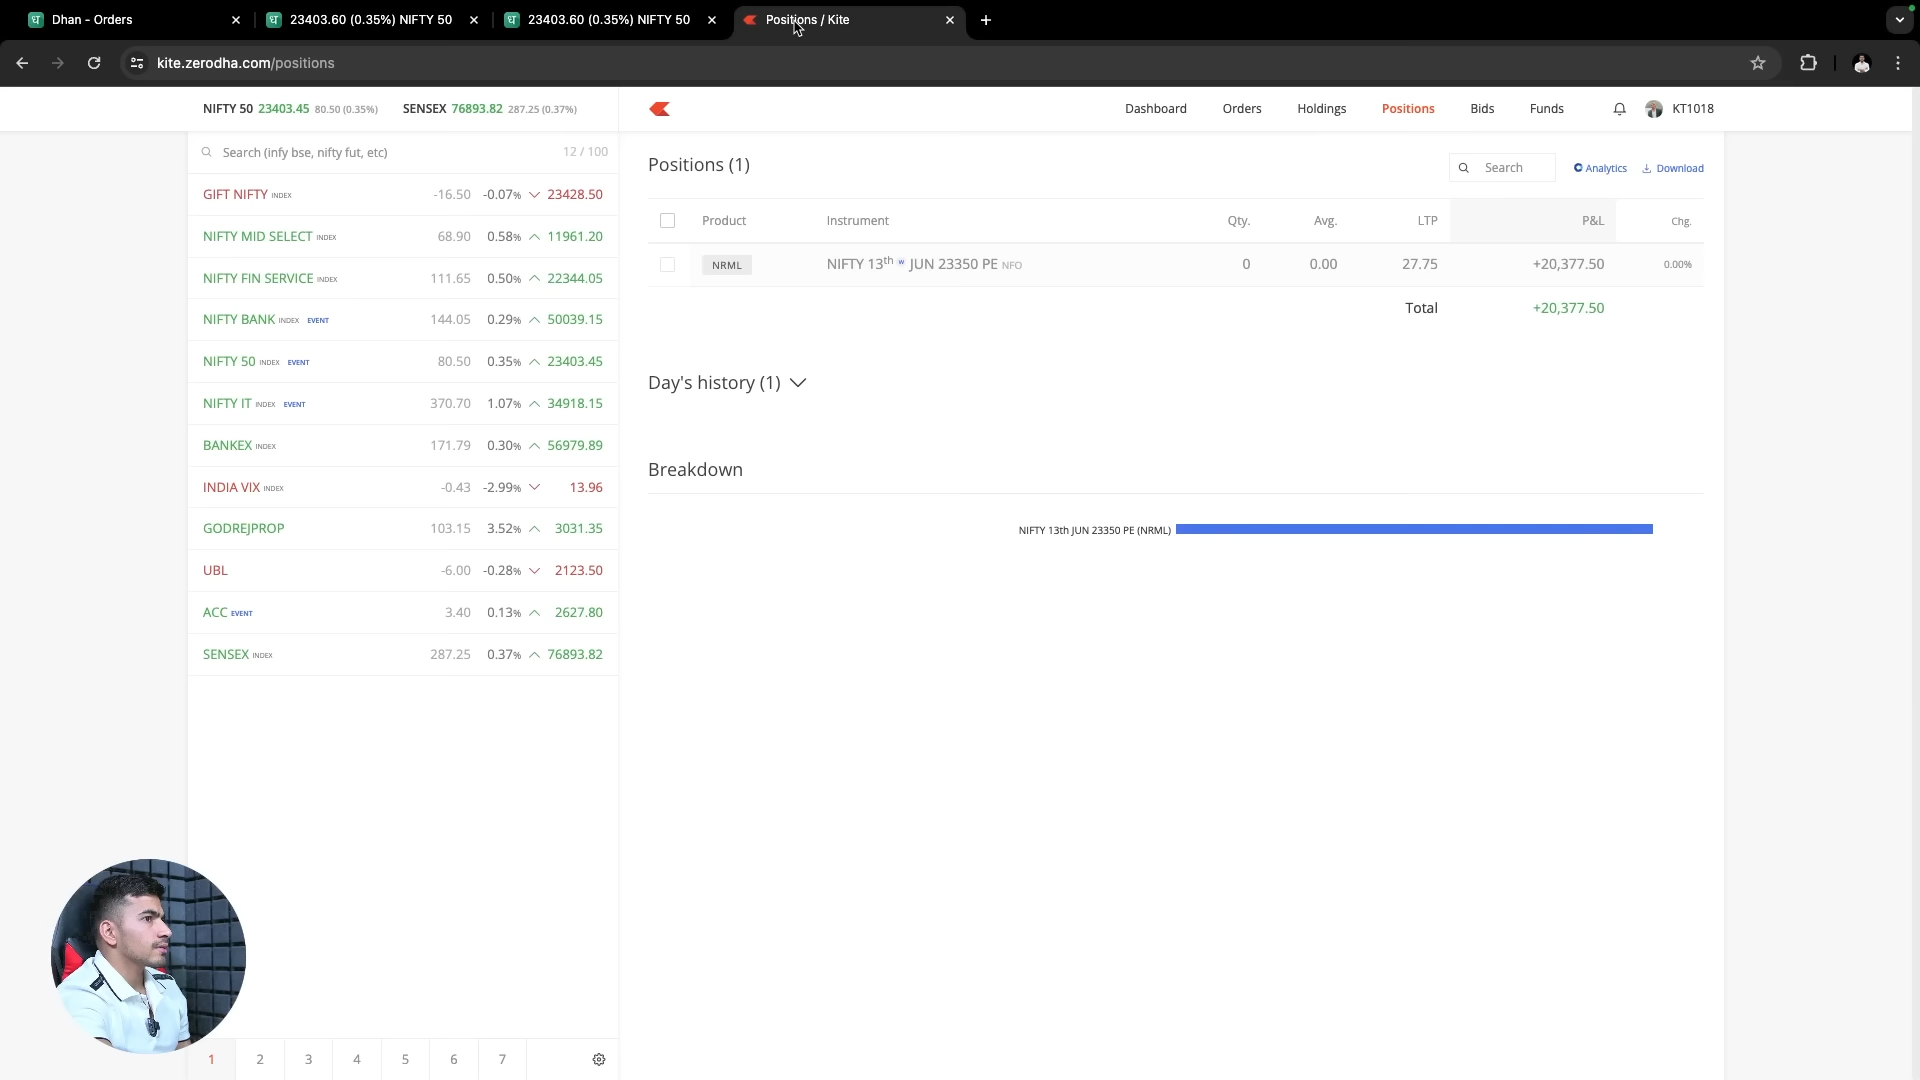 Dhan - Orders
23403.60 (0.35%) NIFTY 50
23403.60 (0.35%) NIFTY 50
Positions / Kite
kite.zerodha.com/positions
NIFTY 50 23403.45 80.50 (0.35%)
SENSEX 76893.82 287.25 (0.37%)
Dashboard
Orders
Holdings
Positions
Bids
Funds
KT1018
Search (infy bse, nifty fut, etc)
12 / 100
GIFT NIFTY INDEX -16.50 -0.07% 23428.50
NIFTY MID SELECT INDEX 68.90 0.58% 11961.20
NIFTY FIN SERVICE INDEX 111.65 0.50% 22344.05
NIFTY BANK INDEX EVENT 144.05 0.29% 50039.15
NIFTY 50 INDEX EVENT 80.50 0.35% 23403.45
NIFTY IT INDEX EVENT 370.70 1.07% 34918.15
BANKEX INDEX 171.79 0.30% 56979.89
INDIA VIX INDEX -0.43 -2.99% 13.96
GODREJPROP 103.15 3.52% 3031.35
UBL -6.00 -0.28% 2123.50
ACC EVENT 3.40 0.13% 2627.80
SENSEX INDEX 287.25 0.37% 76893.82
1 2 3 4 5 6 7
Positions (1)
Search
Analytics
Download
Product Instrument Qty. Avg. LTP P&L Chg.
NRML NIFTY 13th w JUN 23350 PE NFO 0 0.00 27.75 +20,377.50 0.00%
Total +20,377.50
Day's history (1)
Breakdown
NIFTY 13th JUN 23350 PE (NRML)